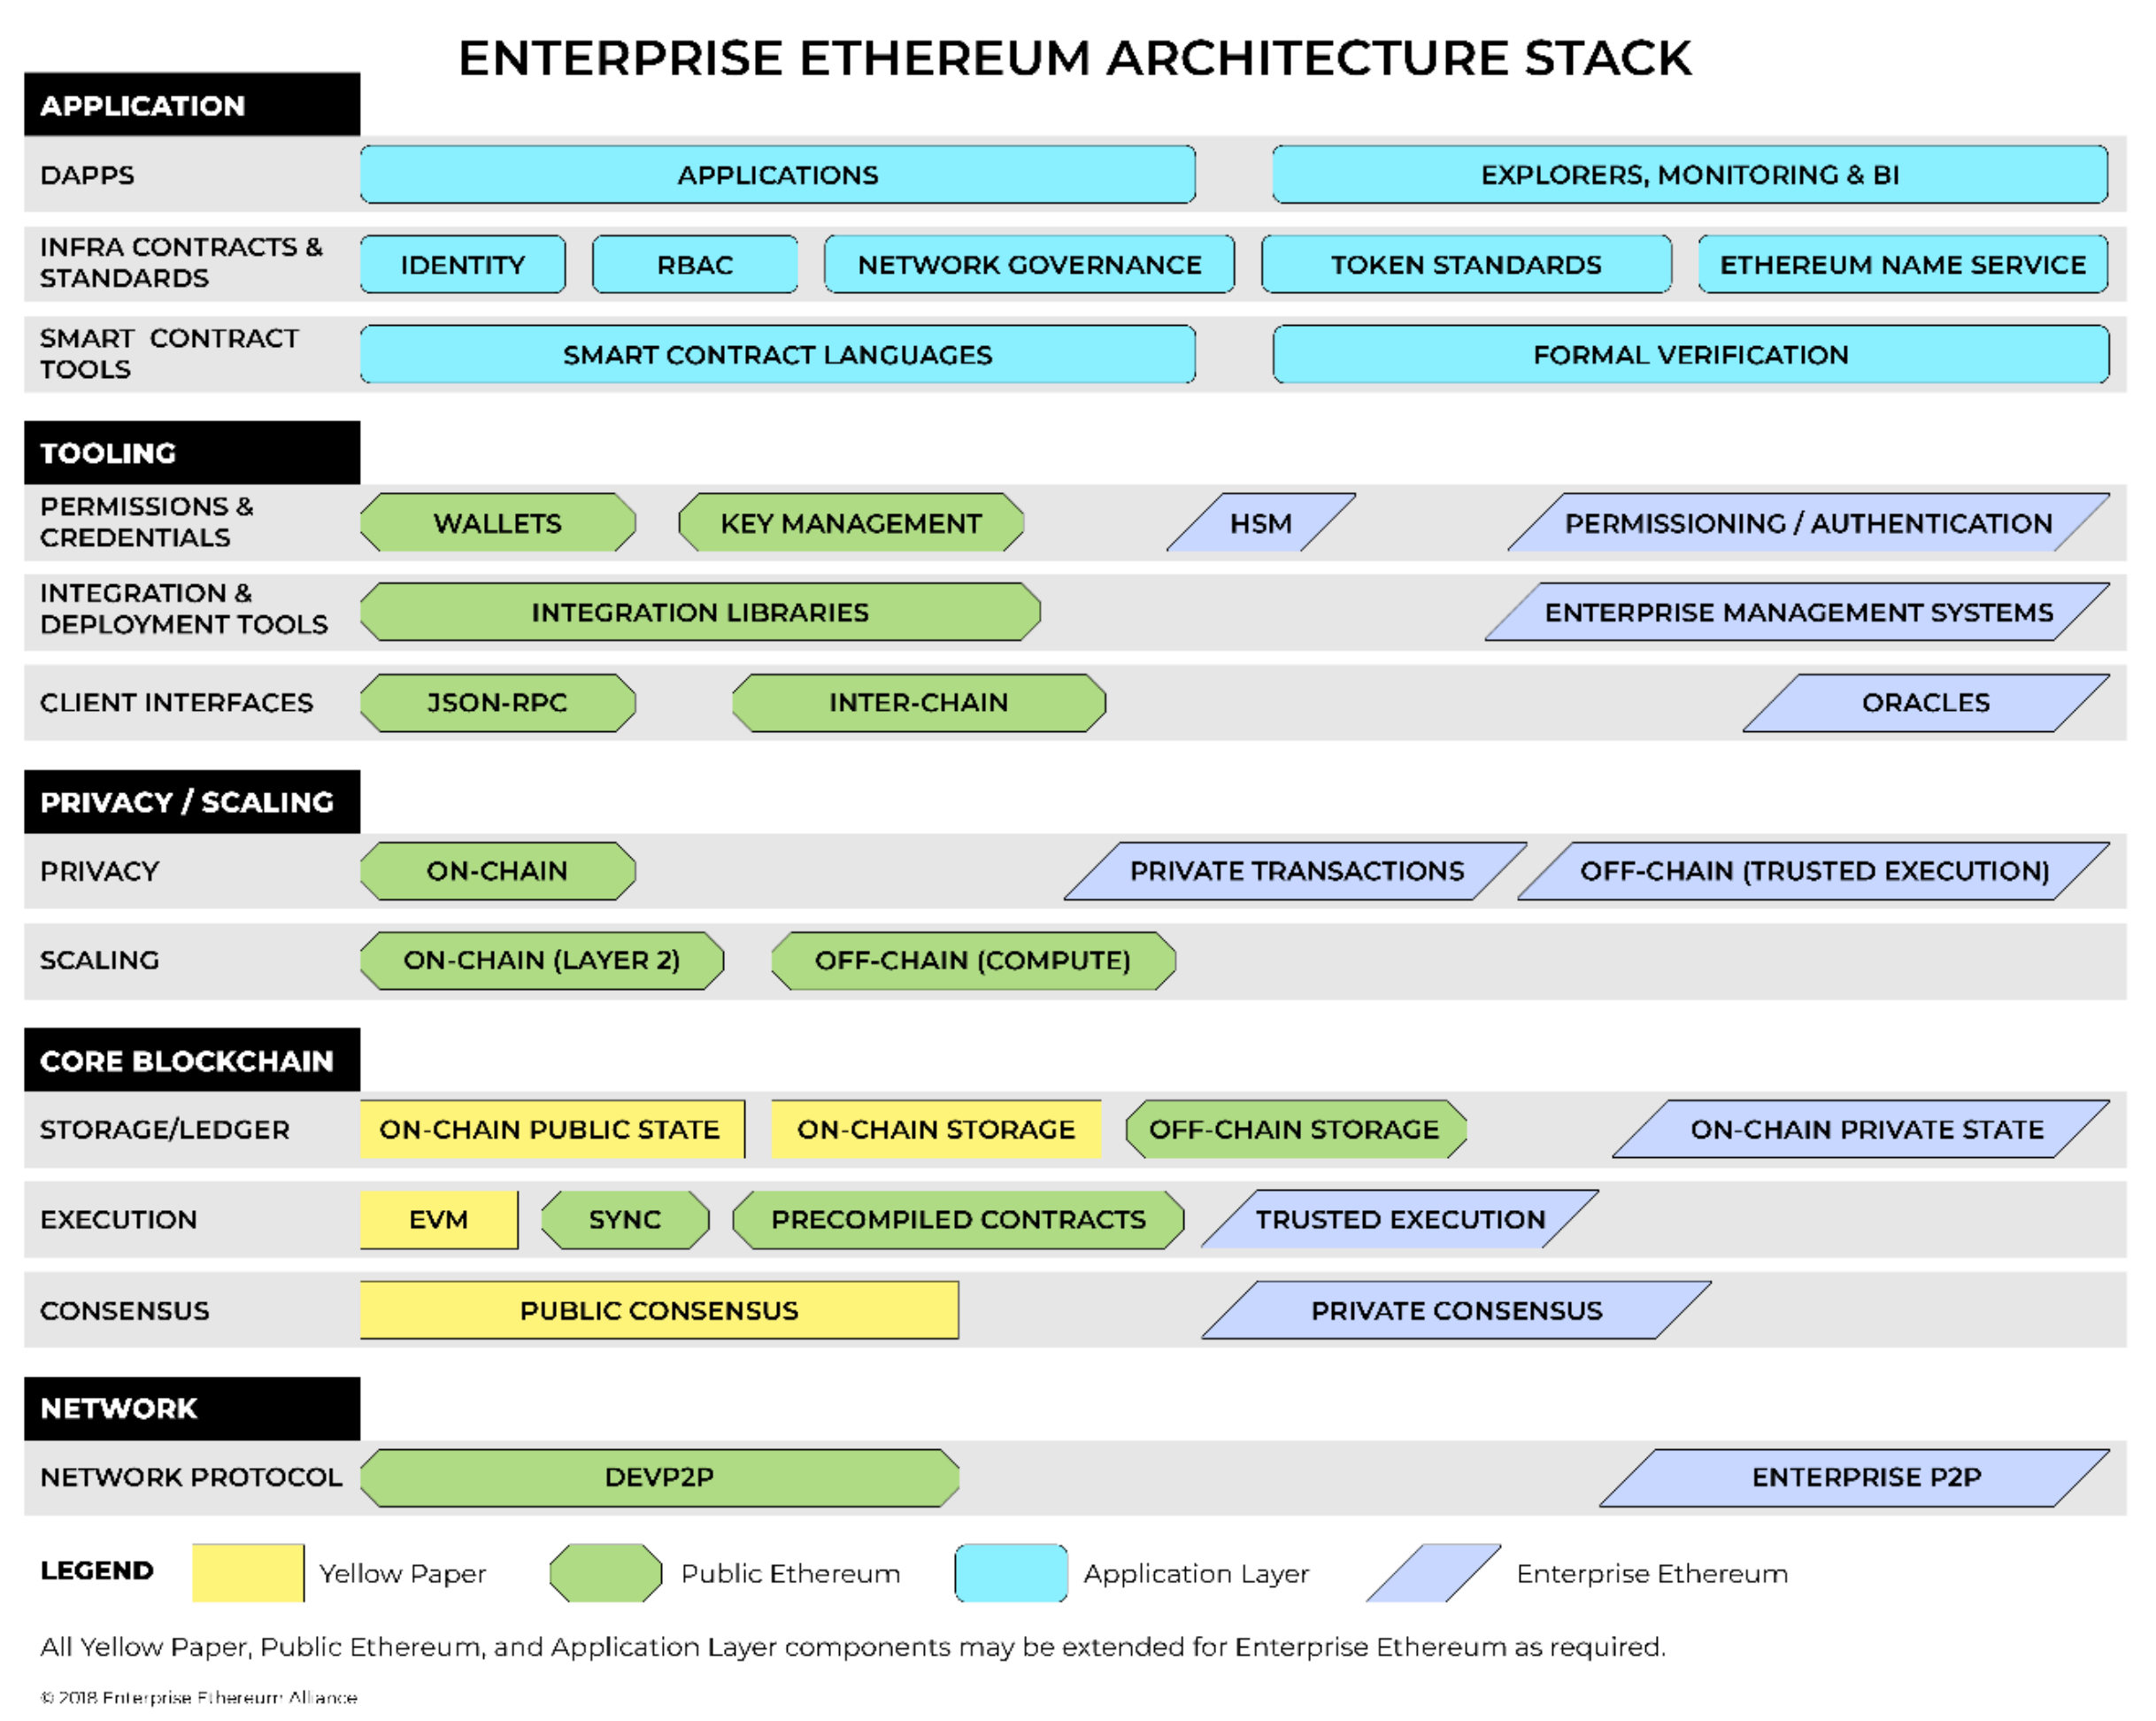 ENTERPRISE ETHEREUM ARCHITECTURE STACK
APPLICATION
DAPPS
APPLICATIONS
EXPLORERS, MONITORING & BI
INFRA CONTRACTS &
STANDARDS
IDENTITY
RBAC
NETWORK GOVERNANCE
TOKEN STANDARDS
ETHEREUM NAME SERVICE
SMART CONTRACT
TOOLS
SMART CONTRACT LANGUAGES
FORMAL VERIFICATION
TOOLING
PERMISSIONS &
CREDENTIALS
WALLETS
KEY MANAGEMENT
HSM
PERMISSIONING / AUTHENTICATION
INTEGRATION &
DEPLOYMENT TOOLS
INTEGRATION LIBRARIES
ENTERPRISE MANAGEMENT SYSTEMS
CLIENT INTERFACES
JSON-RPC
INTER-CHAIN
ORACLES
PRIVACY / SCALING
PRIVACY
ON-CHAIN
PRIVATE TRANSACTIONS
OFF-CHAIN (TRUSTED EXECUTION)
SCALING
ON-CHAIN (LAYER 2)
OFF-CHAIN (COMPUTE)
CORE BLOCKCHAIN
STORAGE/LEDGER
ON-CHAIN PUBLIC STATE
ON-CHAIN STORAGE
OFF-CHAIN STORAGE
ON-CHAIN PRIVATE STATE
EXECUTION
EVM
SYNC
PRECOMPILED CONTRACTS
TRUSTED EXECUTION
CONSENSUS
PUBLIC CONSENSUS
PRIVATE CONSENSUS
NETWORK
NETWORK PROTOCOL
DEVP2P
ENTERPRISE P2P
LEGEND
Yellow Paper
Public Ethereum
Application Layer
Enterprise Ethereum
All Yellow Paper, Public Ethereum, and Application Layer components may be extended for Enterprise Ethereum as required.
© 2018 Enterprise Ethereum Alliance